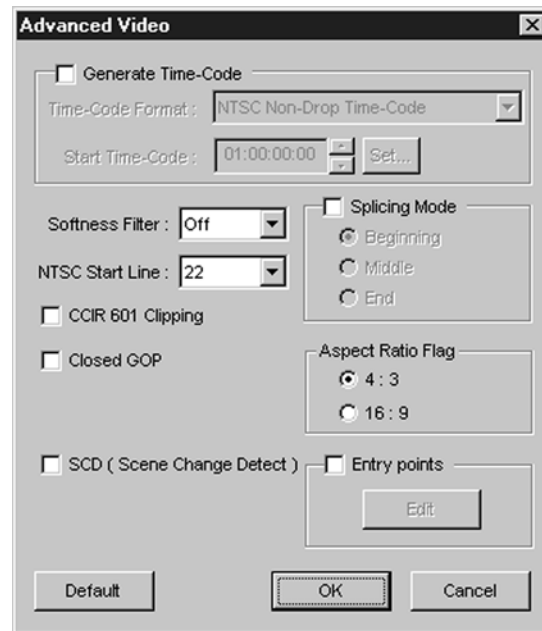 Advanced Video
Generate Time-Code
Time-Code Format :
NTSC Non-Drop Time-Code
Start Time-Code :
01:00:00:00
Set...
Softness Filter :
Off
NTSC Start Line :
22
CCIR 601 Clipping
Closed GOP
Splicing Mode
Beginning
Middle
End
Aspect Ratio Flag
4 : 3
16 : 9
SCD ( Scene Change Detect )
Entry points
Edit
Default
OK
Cancel